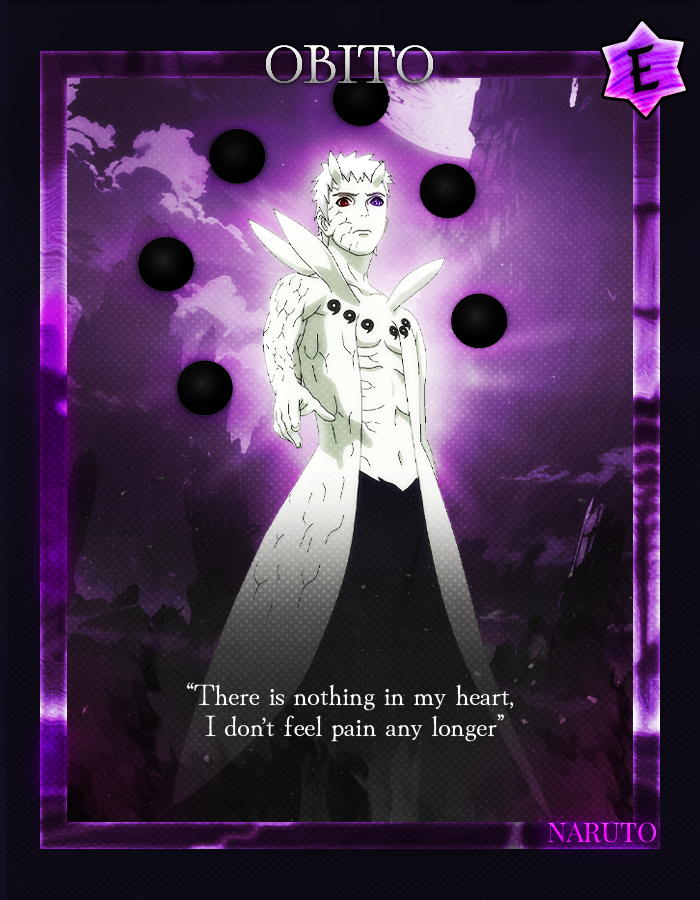 OBITO
E
“There is nothing in my heart,
I don’t feel pain any longer”
NARUTO